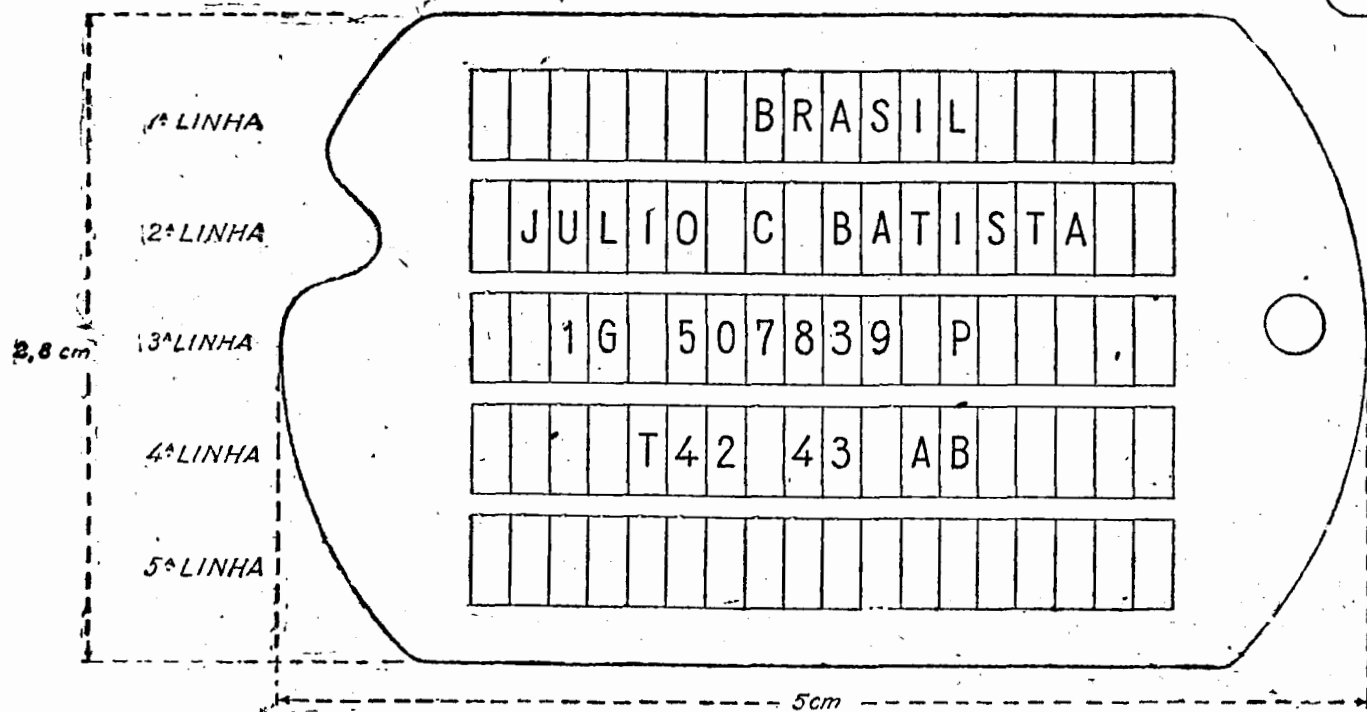 1ª LINHA BRASIL
2ª LINHA JULIO C BATISTA
3ª LINHA 1G 507839 P
2,8 cm
4ª LINHA T42 43 AB
5ª LINHA
5cm